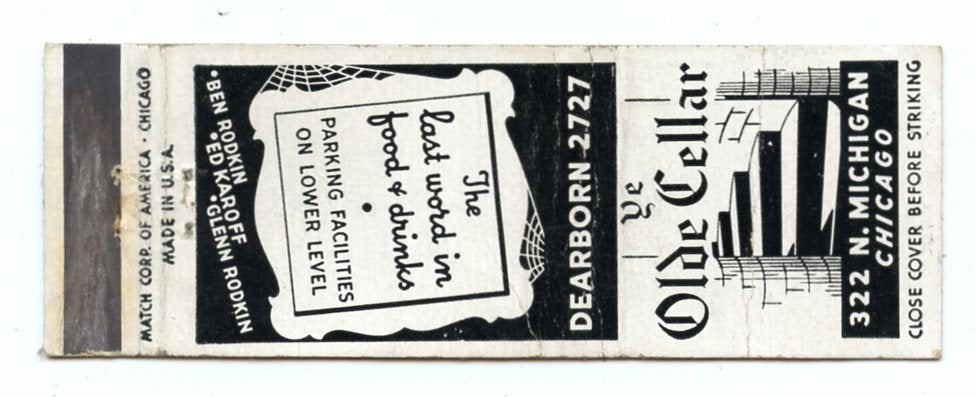 Ye
Olde Cellar
322 N. MICHIGAN
CHICAGO
CLOSE COVER BEFORE STRIKING
DEARBORN-2727
The
last word in
food & drinks
•
PARKING FACILITIES
ON LOWER LEVEL
•BEN RODKIN
•ED KAROFF
•GLENN RODKIN
MADE IN U.S.A.
MATCH CORP. OF AMERICA • CHICAGO